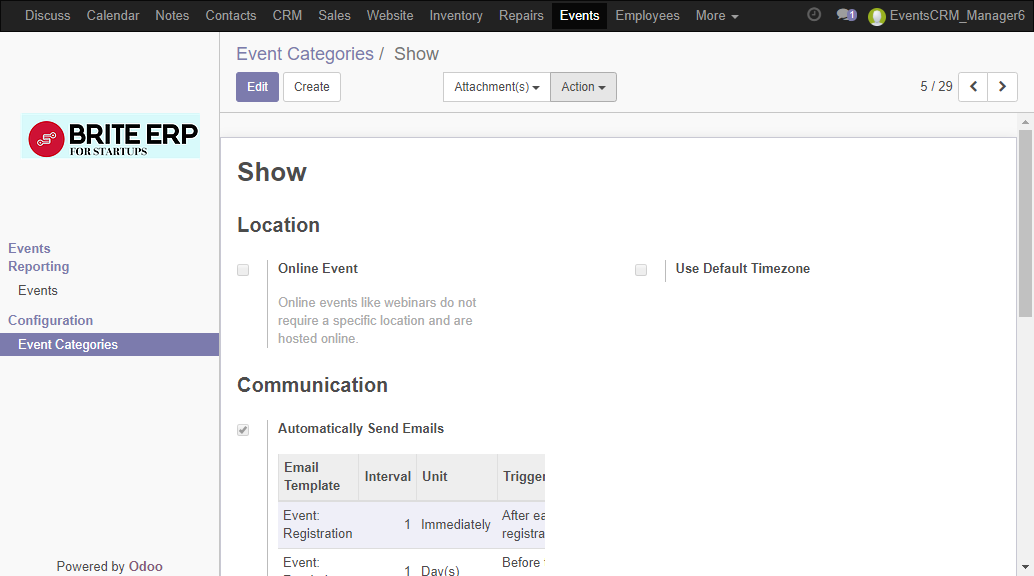 Discuss Calendar Notes Contacts CRM Sales Website Inventory Repairs Events Employees More 1 EventsCRM_Manager6
Event Categories / Show
Edit Create Attachment(s) Action 5 / 29
BRITE ERP
FOR STARTUPS
Events
Reporting
Events
Configuration
Event Categories
Powered by Odoo
Show
Location
Online Event
Online events like webinars do not
require a specific location and are
hosted online.
Use Default Timezone
Communication
Automatically Send Emails
Email
Template Interval Unit Trigger
Event:
Registration 1 Immediately After ea
registra
Event:
1 Day(s) Before